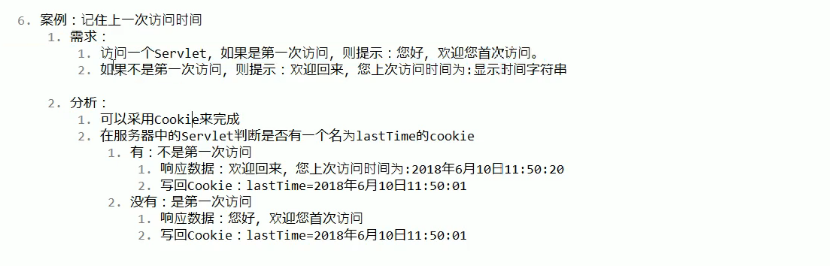 6. 案例：记住上一次访问时间
1. 需求：
1. 访问一个Servlet，如果是第一次访问，则提示：您好，欢迎您首次访问。
2. 如果不是第一次访问，则提示：欢迎回来，您上次访问时间为:显示时间字符串
2. 分析：
1. 可以采用Cookie来完成
2. 在服务器中的Servlet判断是否有一个名为lastTime的cookie
1. 有：不是第一次访问
1. 响应数据：欢迎回来，您上次访问时间为:2018年6月10日11:50:20
2. 写回Cookie：lastTime=2018年6月10日11:50:01
2. 没有：是第一次访问
1. 响应数据：您好，欢迎您首次访问
2. 写回Cookie：lastTime=2018年6月10日11:50:01